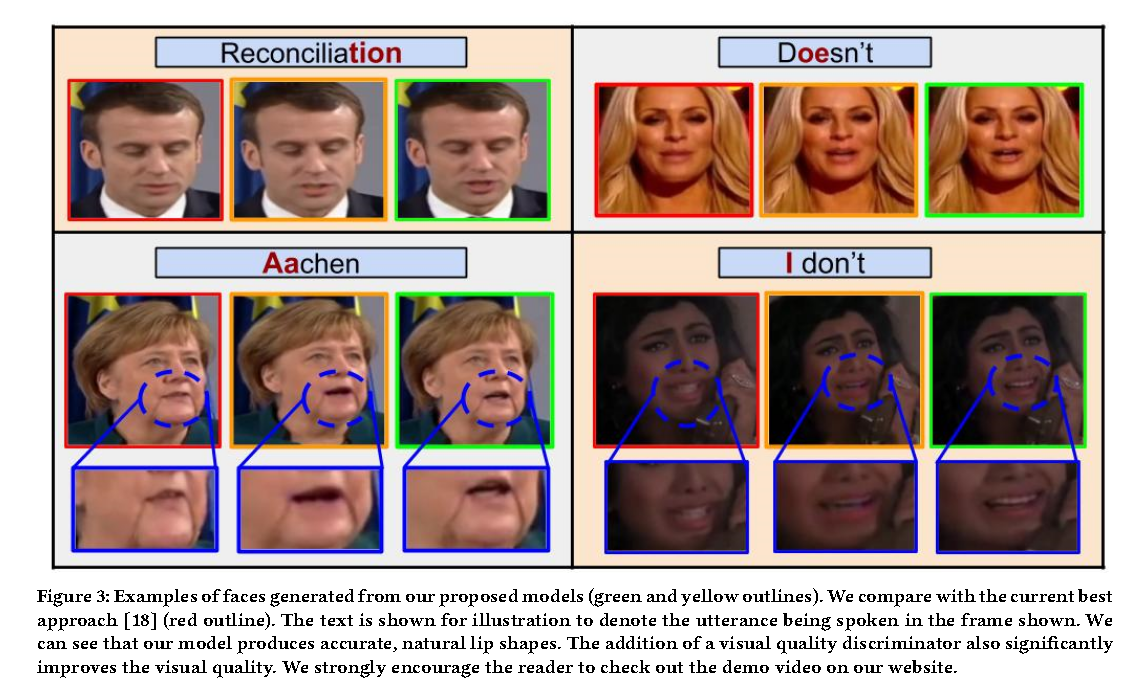 Reconciliation
Doesn't
Aachen
I don't
Figure 3: Examples of faces generated from our proposed models (green and yellow outlines). We compare with the current best
approach [18] (red outline). The text is shown for illustration to denote the utterance being spoken in the frame shown. We
can see that our model produces accurate, natural lip shapes. The addition of a visual quality discriminator also significantly
improves the visual quality. We strongly encourage the reader to check out the demo video on our website.